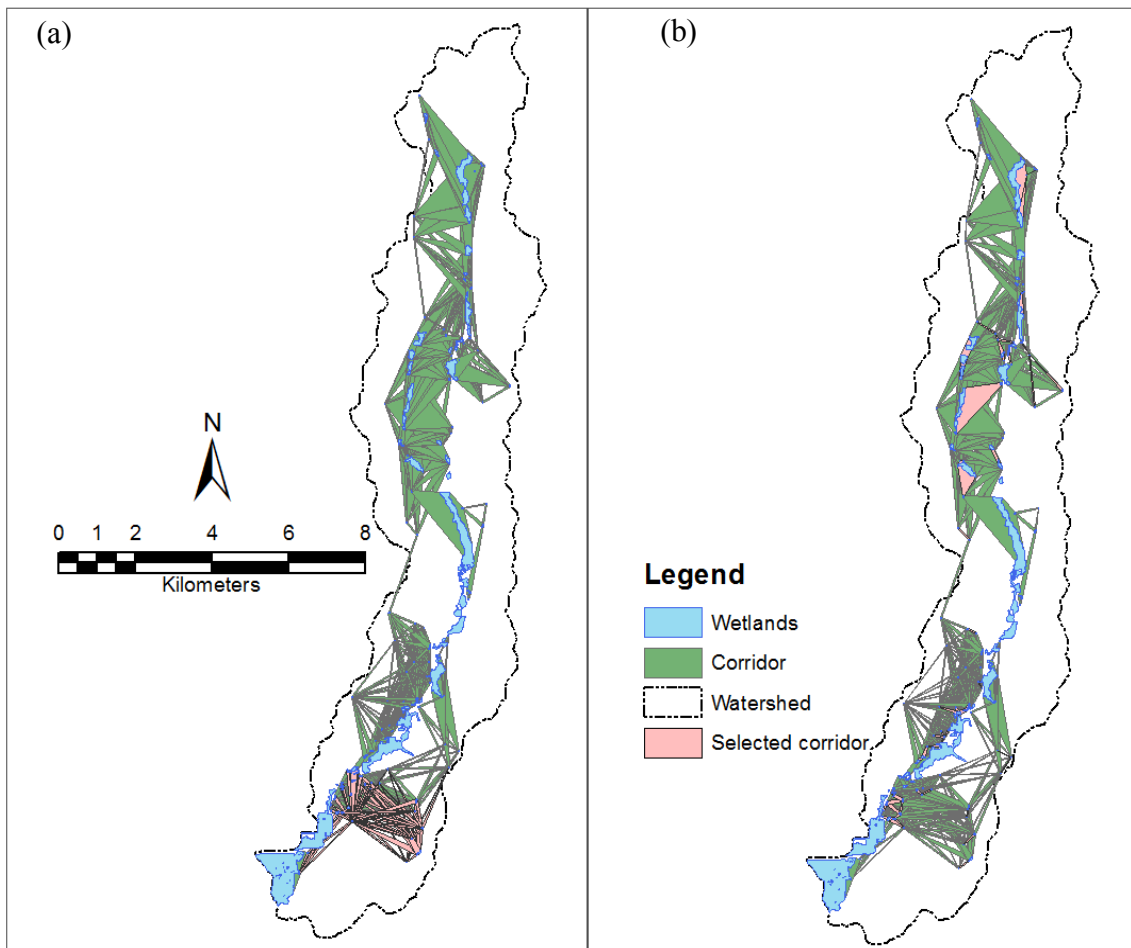 (a)
(b)
N
0 1 2 4 6 8
Kilometers
Legend
Wetlands
Corridor
Watershed
Selected corridor